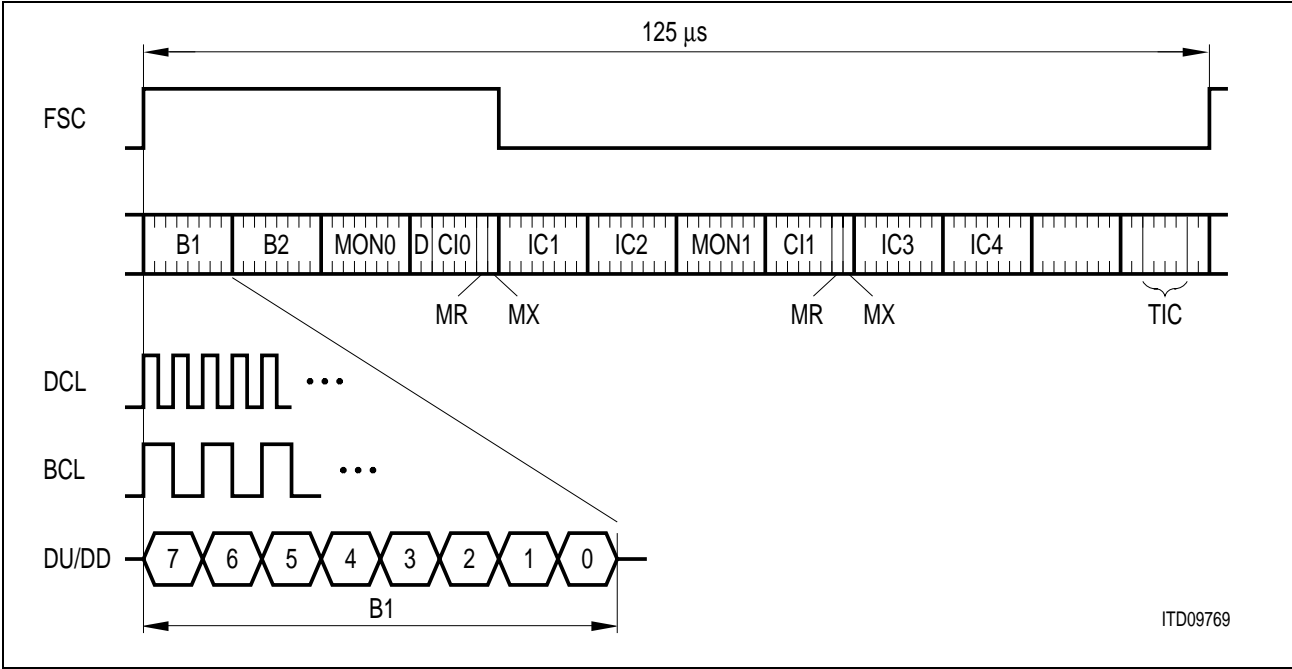 125 µs
FSC
B1 B2 MON0 D CI0 IC1 IC2 MON1 CI1 IC3 IC4
MR MX MR MX TIC
DCL
BCL
DU/DD 7 6 5 4 3 2 1 0
B1
ITD09769